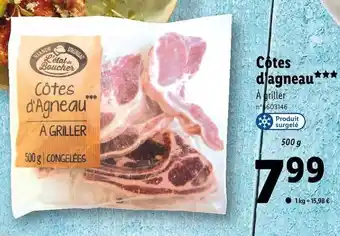 L'étal du
Boucher
Côtes
d'Agneau***
À GRILLER
500 g | CONGELÉES
Côtes
d'agneau***
À griller
n°5603146
Produit
surgelé
500 g
7.99
1 kg = 15,98 €